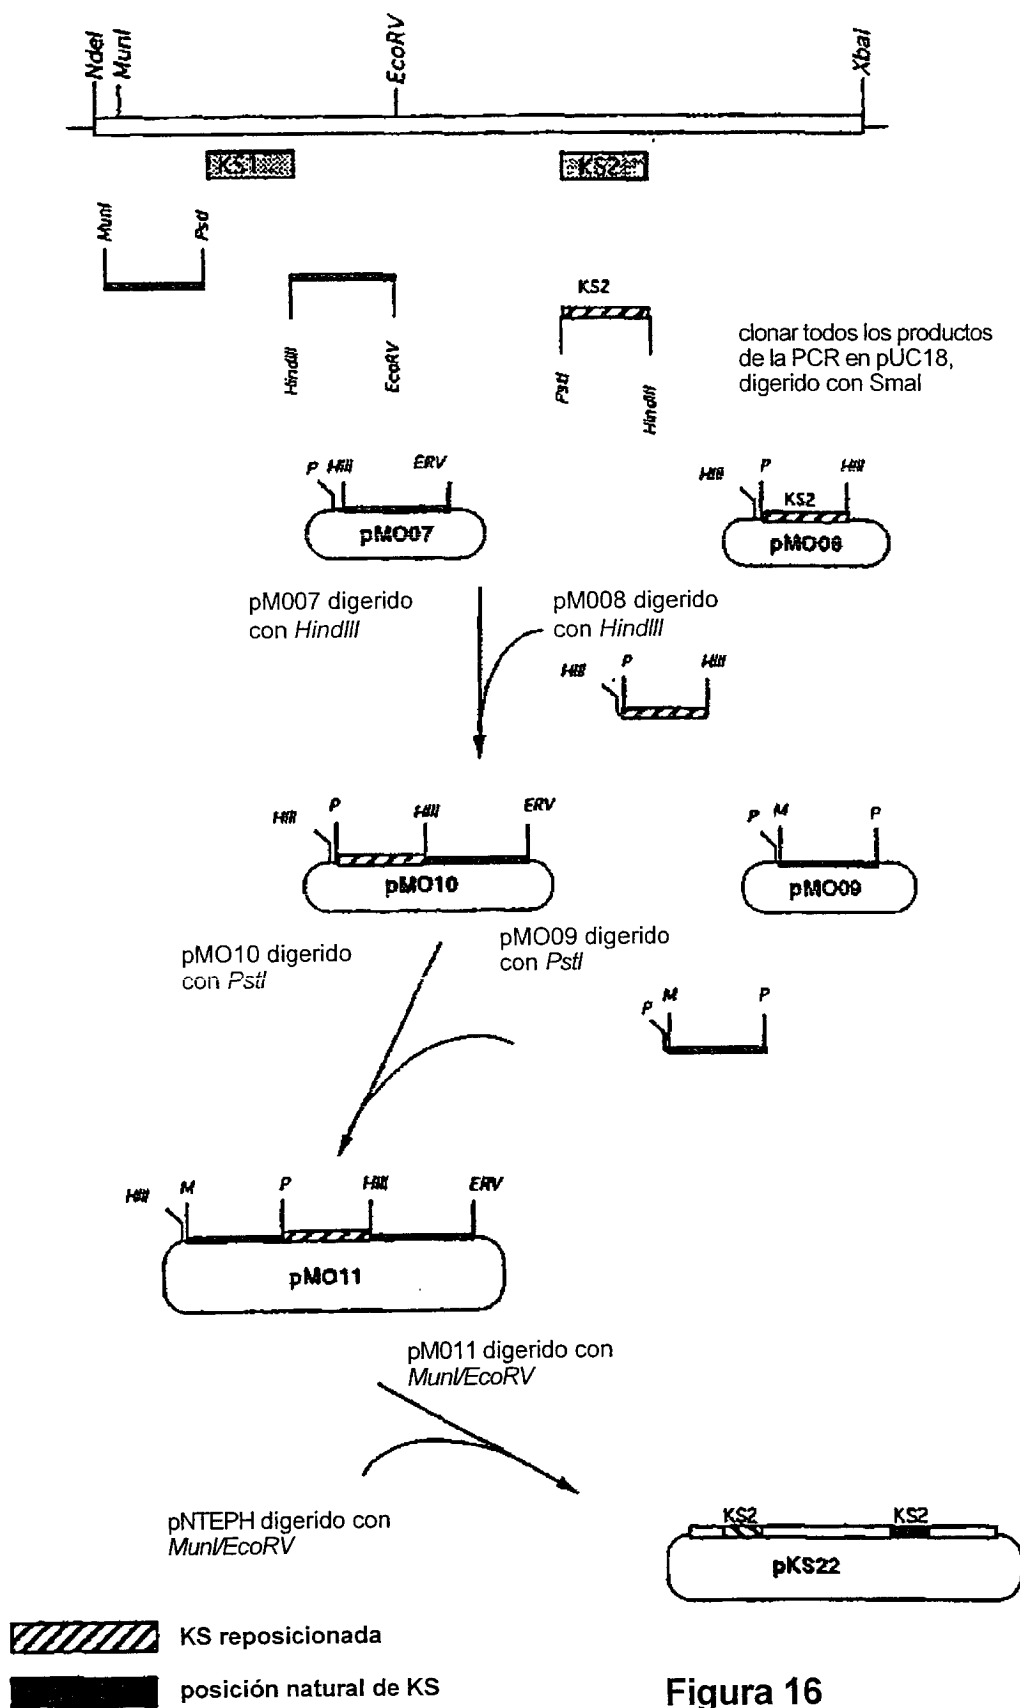 NdeI
MunI
EcoRV
XbaI
KS1
KS2
MunI
PstI
HindIII
EcoRV
KS2
PstI
HindIII
clonar todos los productos
de la PCR en pUC18,
digerido con SmaI
P HIII ERV
pMO07
HIII P HIII
KS2
pMO08
pM007 digerido
con HindIII
pM008 digerido
con HindIII
HIII P HIII
HIII P HIII ERV
pMO10
P M P
pMO09
pMO10 digerido
con PstI
pMO09 digerido
con PstI
P M P
HIII M P HIII ERV
pMO11
pM011 digerido con
MunI/EcoRV
pNTEPH digerido con
MunI/EcoRV
KS2 KS2
pKS22
KS reposicionada
posición natural de KS
Figura 16